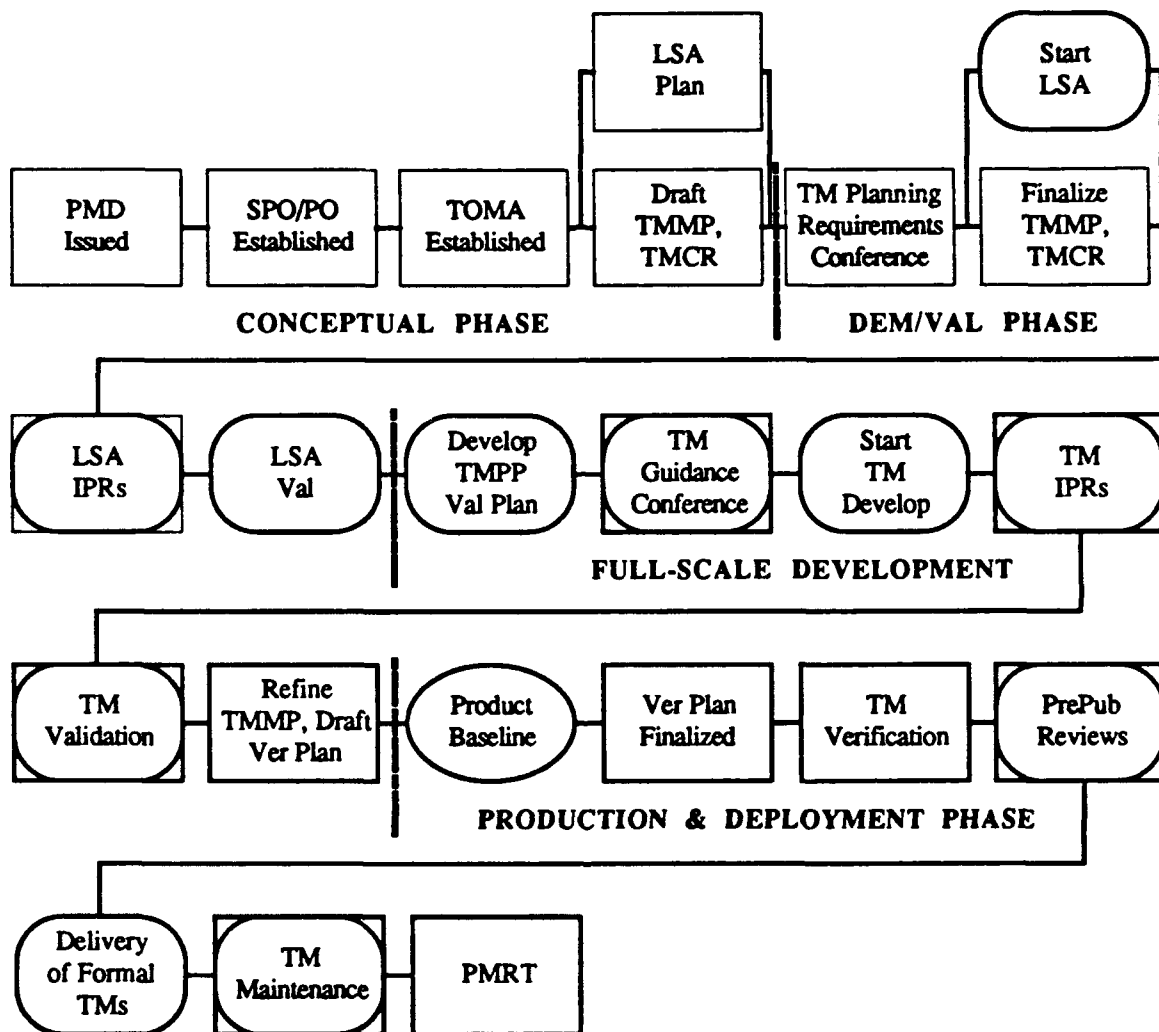 LSA
Plan
Start
LSA
PMD
Issued
SPO/PO
Established
TOMA
Established
Draft
TMMP,
TMCR
TM Planning
Requirements
Conference
Finalize
TMMP,
TMCR
CONCEPTUAL PHASE
DEM/VAL PHASE
LSA
IPRs
LSA
Val
Develop
TMPP
Val Plan
TM
Guidance
Conference
Start
TM
Develop
TM
IPRs
FULL-SCALE DEVELOPMENT
TM
Validation
Refine
TMMP, Draft
Ver Plan
Product
Baseline
Ver Plan
Finalized
TM
Verification
PrePub
Reviews
PRODUCTION & DEPLOYMENT PHASE
Delivery
of Formal
TMs
TM
Maintenance
PMRT